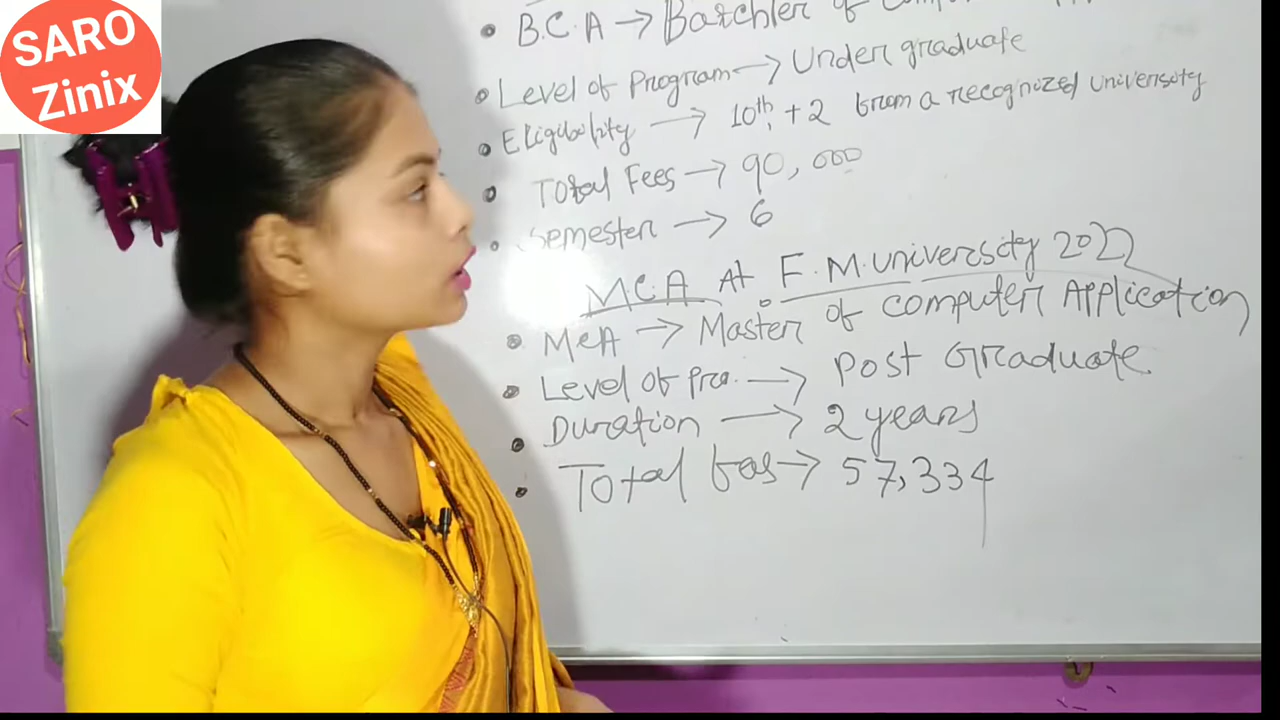 SARO
Zinix
• B.C.A → Batchler of
• Level of Program → Under graduate
• Eligibility → 10th + 2 from a recognized university
• Total Fees → 90,000
• Semester → 6
MCA At F.M.University 2022
• MCA → Master of computer Application
• Level of Pro. → Post Graduate
• Duration → 2 years
• Total fas → 57,334